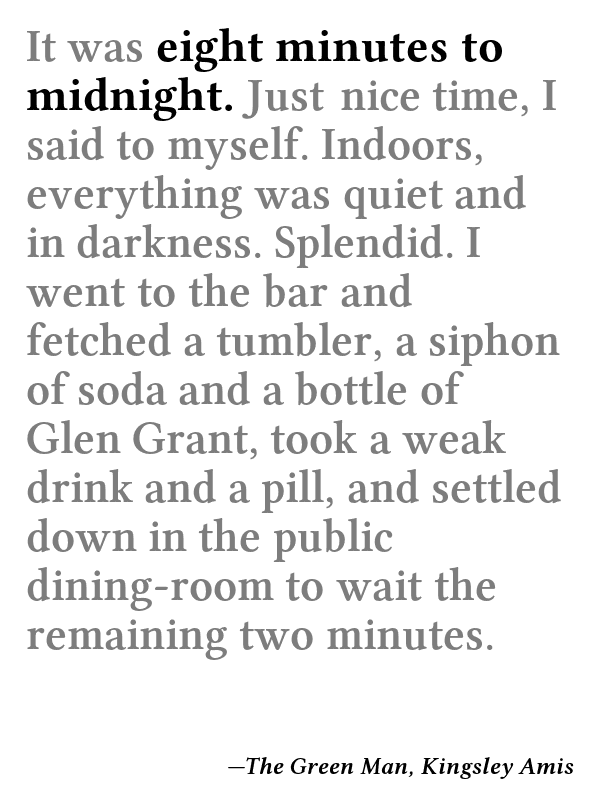 It was eight minutes to
midnight. Just nice time, I
said to myself. Indoors,
everything was quiet and
in darkness. Splendid. I
went to the bar and
fetched a tumbler, a siphon
of soda and a bottle of
Glen Grant, took a weak
drink and a pill, and settled
down in the public
dining-room to wait the
remaining two minutes.
—The Green Man, Kingsley Amis